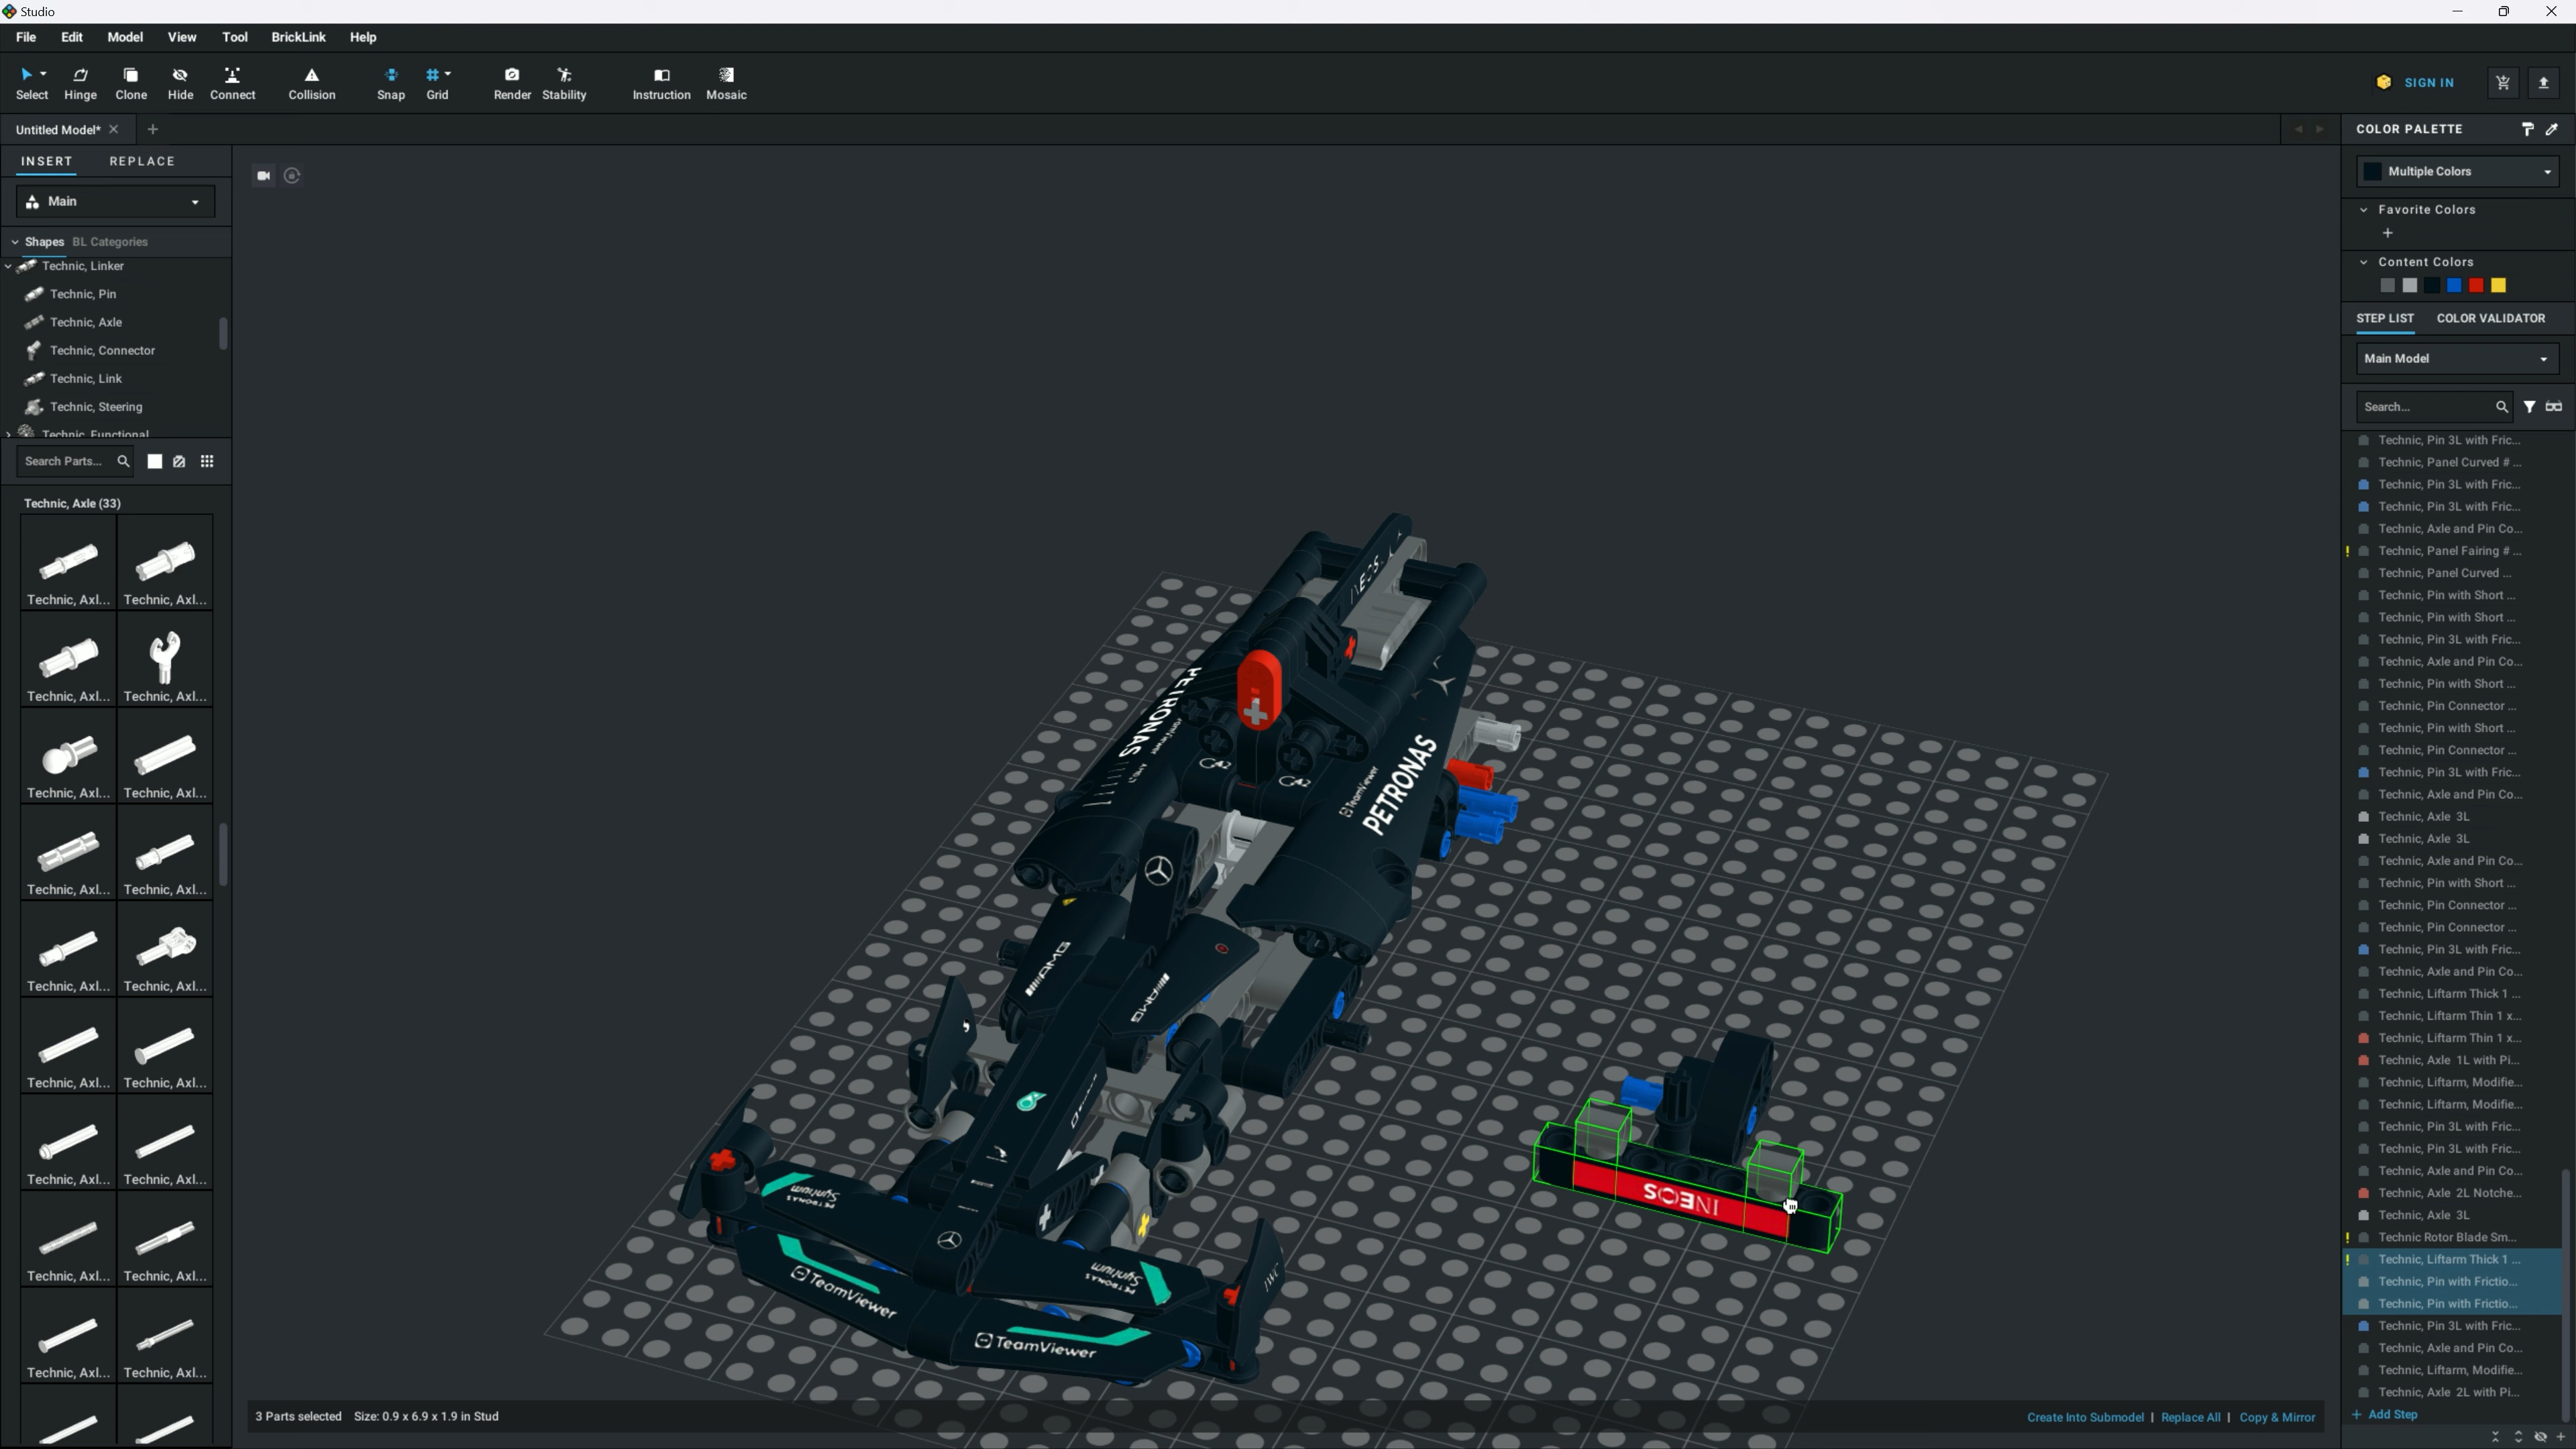 Studio
File Edit Model View Tool BrickLink Help
Select Hinge Clone Hide Connect Collision Snap Grid Render Stability Instruction Mosaic
SIGN IN
Untitled Model*
INSERT REPLACE
Main
Shapes BL Categories
Technic, Linker
Technic, Pin
Technic, Axle
Technic, Connector
Technic, Link
Technic, Steering
Technic Functional
Search Parts...
Technic, Axle (33)
Technic, Axl... Technic, Axl...
Technic, Axl... Technic, Axl...
Technic, Axl... Technic, Axl...
Technic, Axl... Technic, Axl...
Technic, Axl... Technic, Axl...
Technic, Axl... Technic, Axl...
Technic, Axl... Technic, Axl...
Technic, Axl... Technic, Axl...
Technic, Axl... Technic, Axl...
INEOS
PETRONAS
TeamViewer
PETRONAS
TeamViewer
AMG
AMG
PETRONAS Syntium
PETRONAS Syntium
TeamViewer
TeamViewer
IWC
INEOS
3 Parts selected Size: 0.9 x 6.9 x 1.9 in Stud
Create Into Submodel | Replace All | Copy & Mirror
COLOR PALETTE
Multiple Colors
Favorite Colors
+
Content Colors
STEP LIST COLOR VALIDATOR
Main Model
Search...
Technic, Pin 3L with Fric...
Technic, Panel Curved # ...
Technic, Pin 3L with Fric...
Technic, Pin 3L with Fric...
Technic, Axle and Pin Co...
! Technic, Panel Fairing # ...
Technic, Panel Curved ...
Technic, Pin with Short ...
Technic, Pin with Short ...
Technic, Pin 3L with Fric...
Technic, Axle and Pin Co...
Technic, Pin with Short ...
Technic, Pin Connector ...
Technic, Pin with Short ...
Technic, Pin Connector ...
Technic, Pin 3L with Fric...
Technic, Axle and Pin Co...
Technic, Axle 3L
Technic, Axle 3L
Technic, Axle and Pin Co...
Technic, Pin with Short ...
Technic, Pin Connector ...
Technic, Pin Connector ...
Technic, Pin 3L with Fric...
Technic, Axle and Pin Co...
Technic, Liftarm Thick 1 ...
Technic, Liftarm Thin 1 x...
Technic, Liftarm Thin 1 x...
Technic, Axle 1L with Pi...
Technic, Liftarm, Modifie...
Technic, Liftarm, Modifie...
Technic, Pin 3L with Fric...
Technic, Pin 3L with Fric...
Technic, Axle and Pin Co...
Technic, Axle 2L Notche...
Technic, Axle 3L
! Technic Rotor Blade Sm...
! Technic, Liftarm Thick 1 ...
Technic, Pin with Frictio...
Technic, Pin with Frictio...
Technic, Pin 3L with Fric...
Technic, Axle and Pin Co...
Technic, Liftarm, Modifie...
Technic, Axle 2L with Pi...
+ Add Step